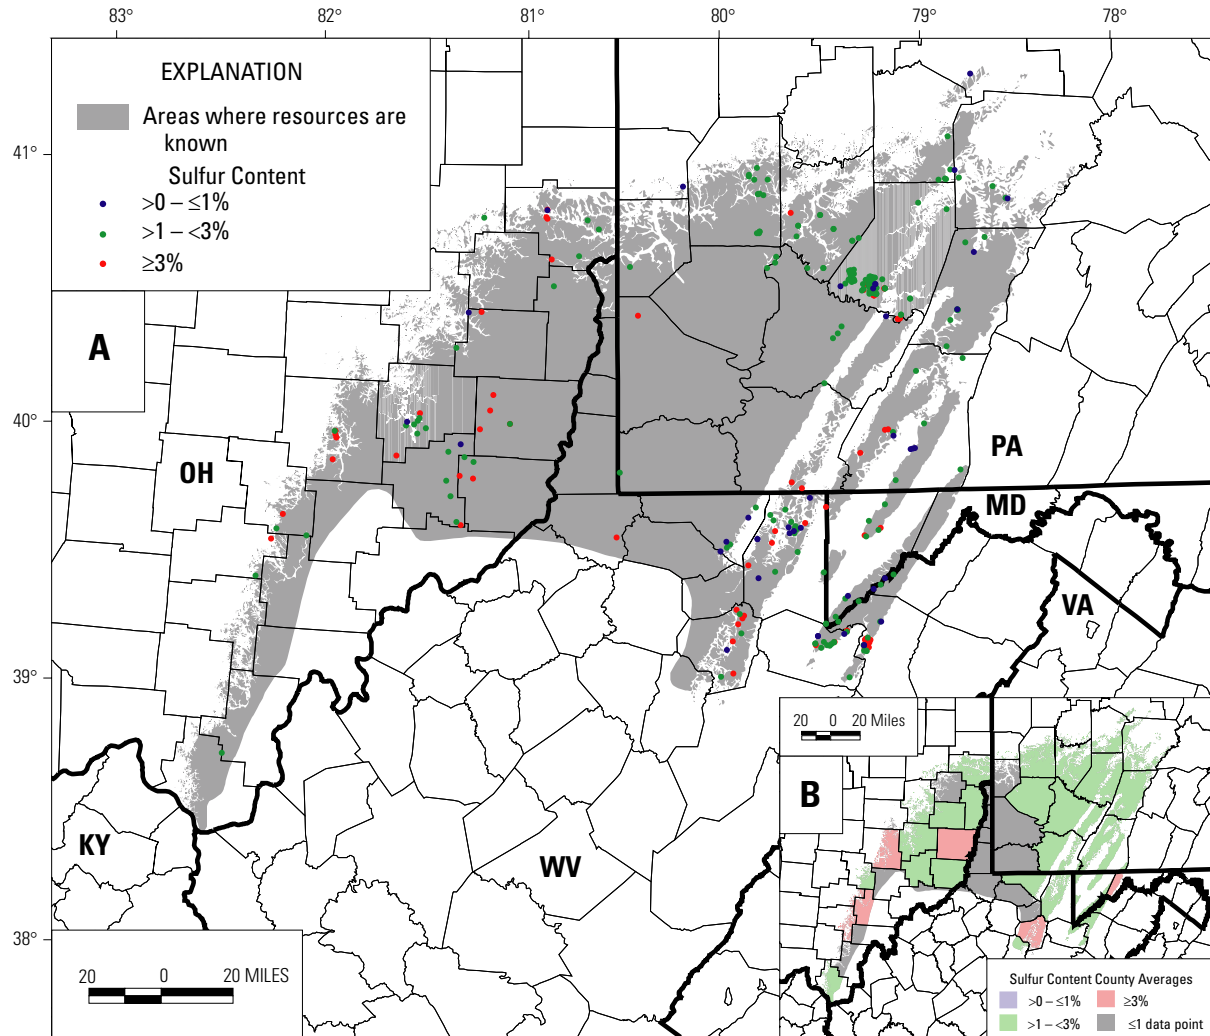 83°
82°
81°
80°
79°
78°
EXPLANATION
Areas where resources are
known
Sulfur Content
>0 – ≤1%
>1 – <3%
≥3%
41°
A
40°
OH
PA
MD
VA
39°
20 0 20 Miles
B
KY
WV
38°
20 0 20 MILES
Sulfur Content County Averages
>0 – ≤1%
≥3%
>1 – <3%
≤1 data point